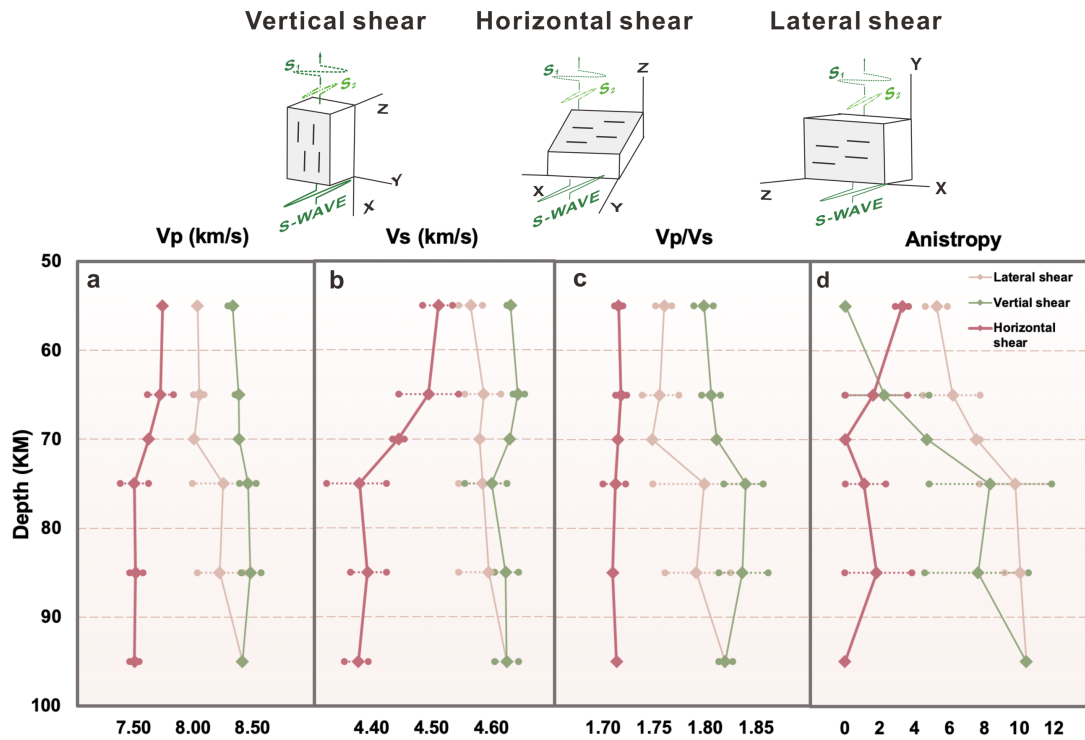 Vertical shear Horizontal shear Lateral shear
S1 S2 Z Y X S-WAVE
S1 S2 Z X Y S-WAVE
S1 S2 Y Z X S-WAVE
Vp (km/s) Vs (km/s) Vp/Vs Anistropy
a b c d
Lateral shear
Vertial shear
Horizontal
shear
Depth (KM)
50
60
70
80
90
100
7.50 8.00 8.50 4.40 4.50 4.60 1.70 1.75 1.80 1.85 0 2 4 6 8 10 12